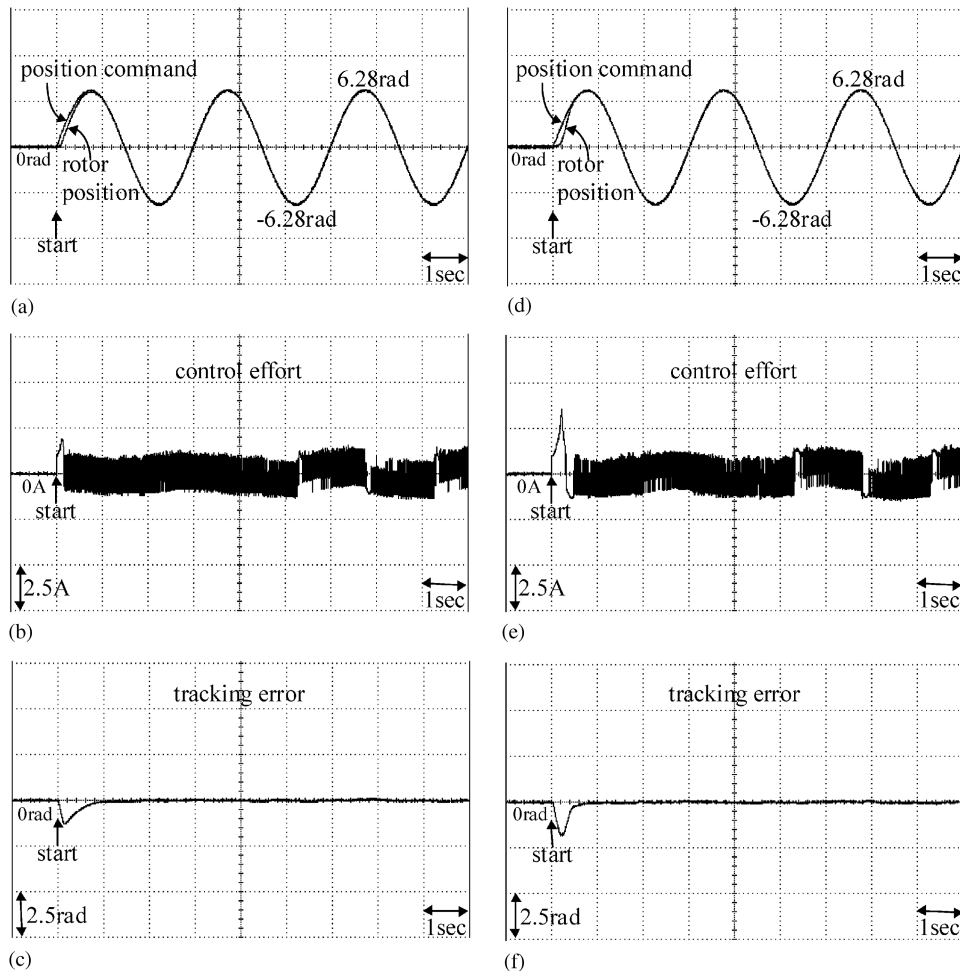 position command
6.28rad
0rad
rotor
position
-6.28rad
start
1sec
(a)
position command
6.28rad
0rad
rotor
position
-6.28rad
start
1sec
(d)
control effort
0A
start
2.5A
1sec
(b)
control effort
0A
start
2.5A
1sec
(e)
tracking error
0rad
start
2.5rad
1sec
(c)
tracking error
0rad
start
2.5rad
1sec
(f)